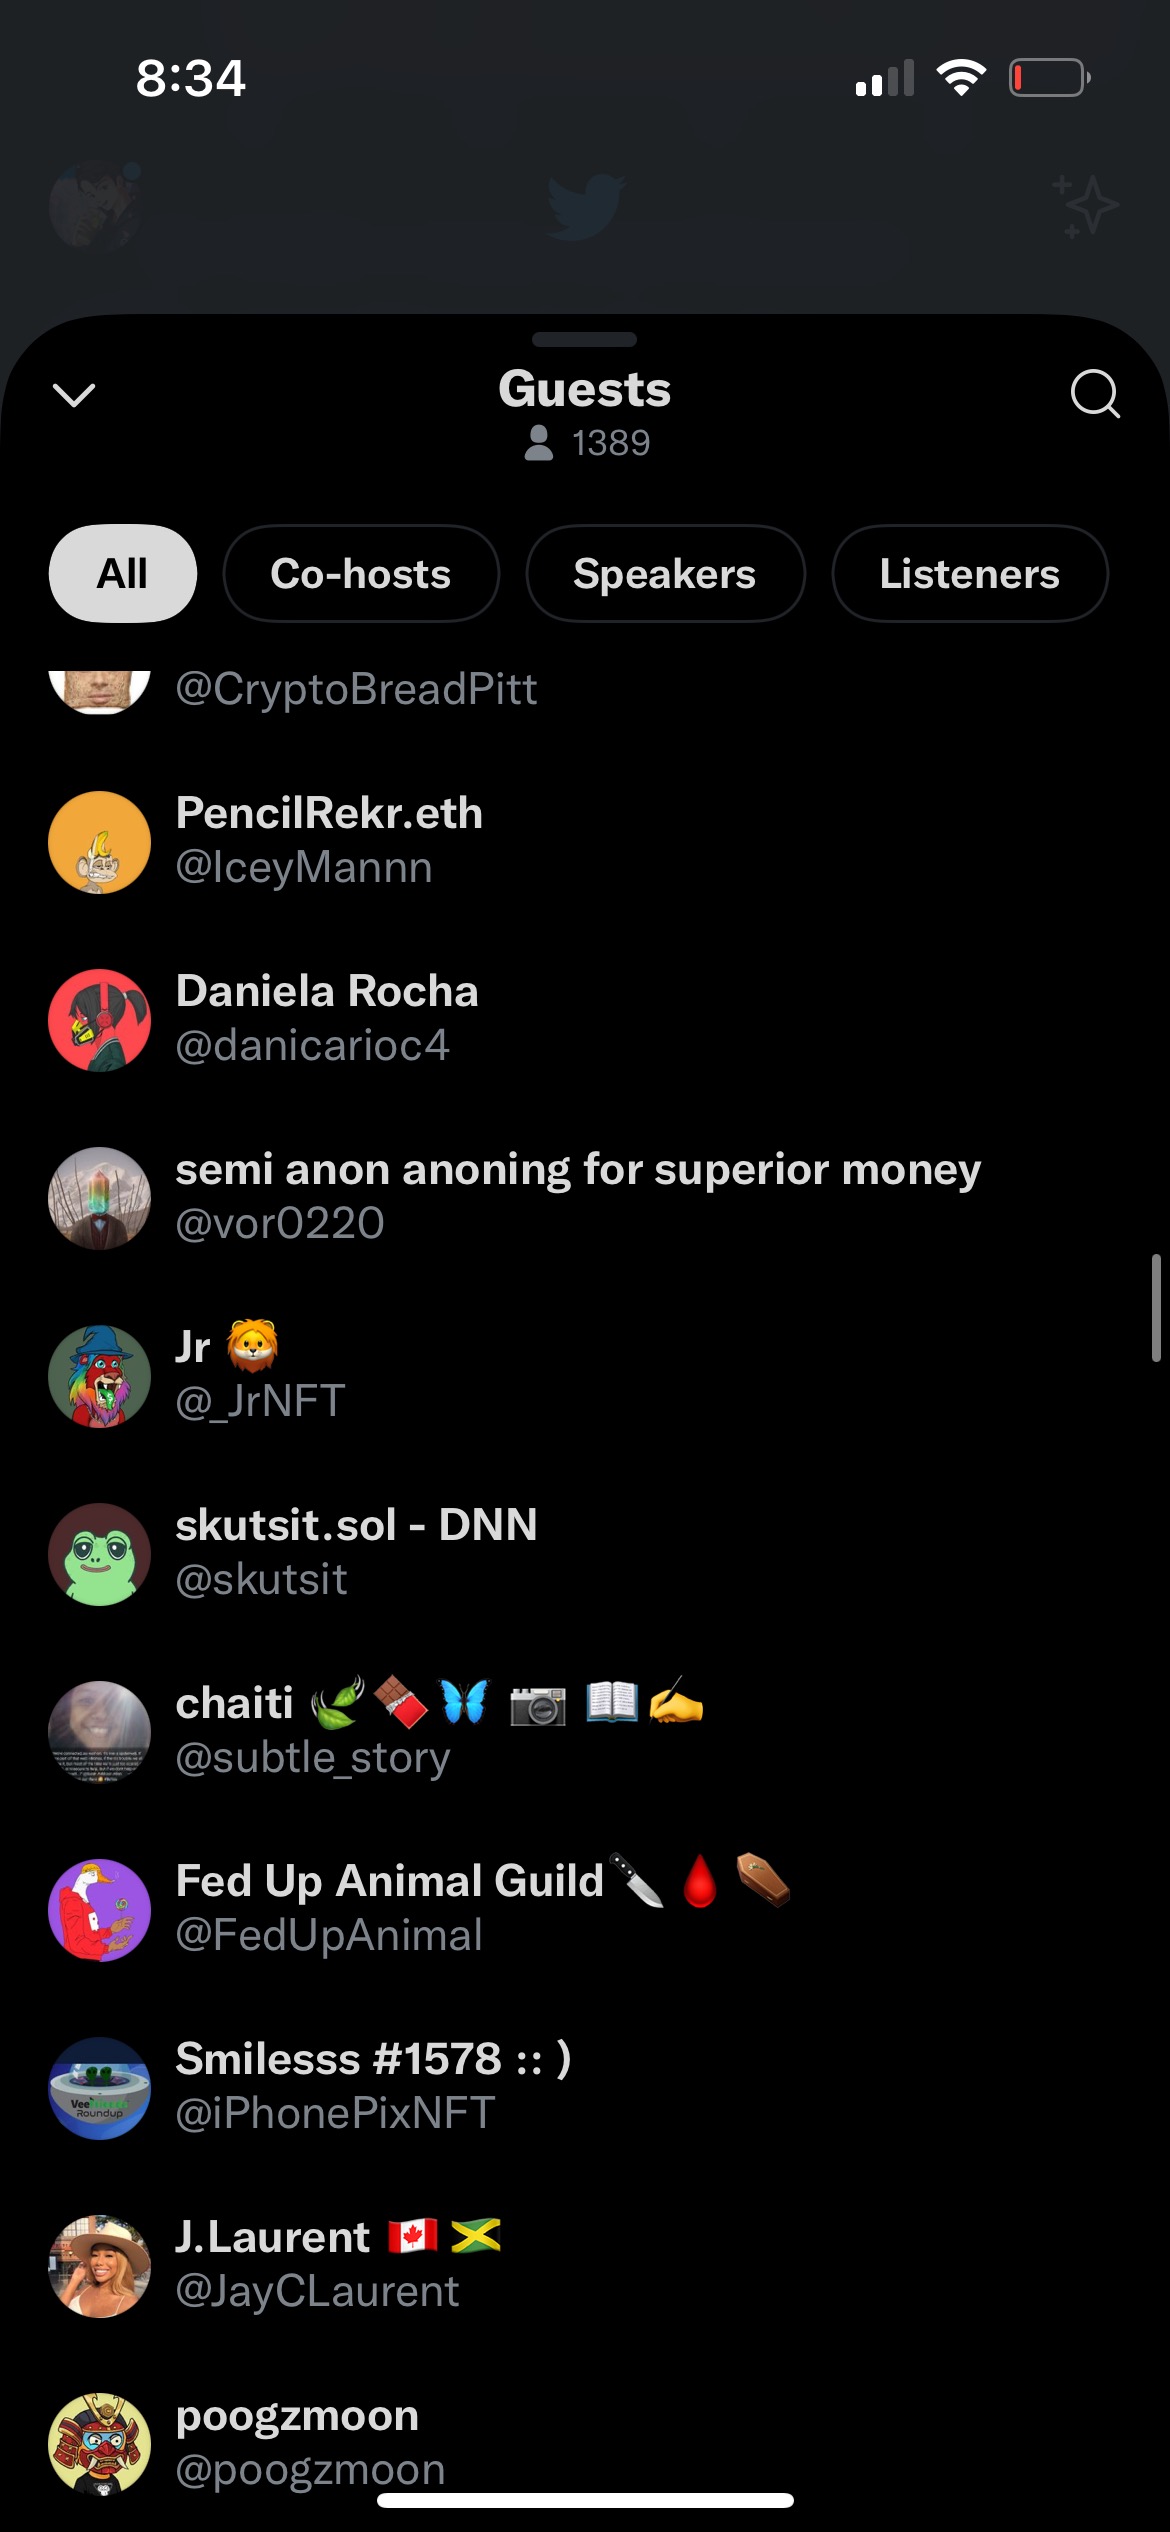 8:34
Guests
1389
All
Co-hosts
Speakers
Listeners
@CryptoBreadPitt
PencilRekr.eth
@IceyMannn
Daniela Rocha
@danicarioc4
semi anon anoning for superior money
@vor0220
Jr 🦁
@_JrNFT
skutsit.sol - DNN
@skutsit
chaiti 🍃🍫🦋 📷 📖✍️
@subtle_story
Fed Up Animal Guild🔪🩸⚰️
@FedUpAnimal
Smilesss #1578 :: )
@iPhonePixNFT
Roundup
J.Laurent 🇨🇦🇯🇲
@JayCLaurent
poogzmoon
@poogzmoon